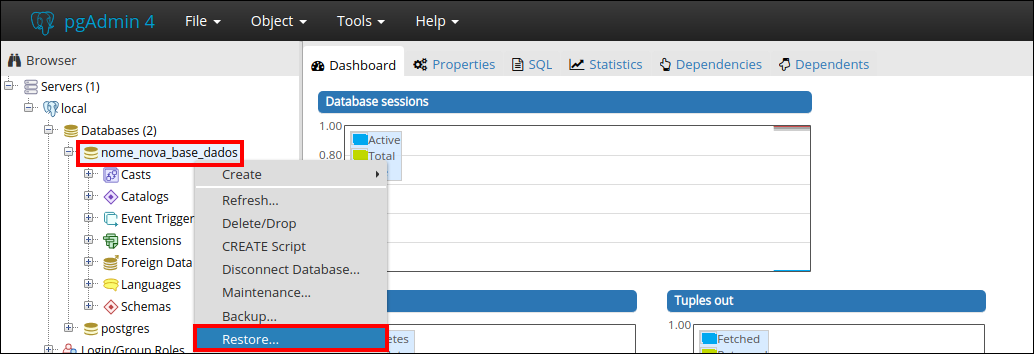 pgAdmin 4 File Object Tools Help
Browser
Dashboard Properties SQL Statistics Dependencies Dependents
Servers (1)
local
Databases (2)
nome_nova_base_dados
Casts
Catalogs
Event Trigger
Extensions
Foreign Data
Languages
Schemas
postgres
Login/Group Roles
Create
Refresh...
Delete/Drop
CREATE Script
Disconnect Database...
Maintenance...
Backup...
Restore...
Database sessions
1.00
0.80
Active
Total
Tuples out
1.00
Fetched